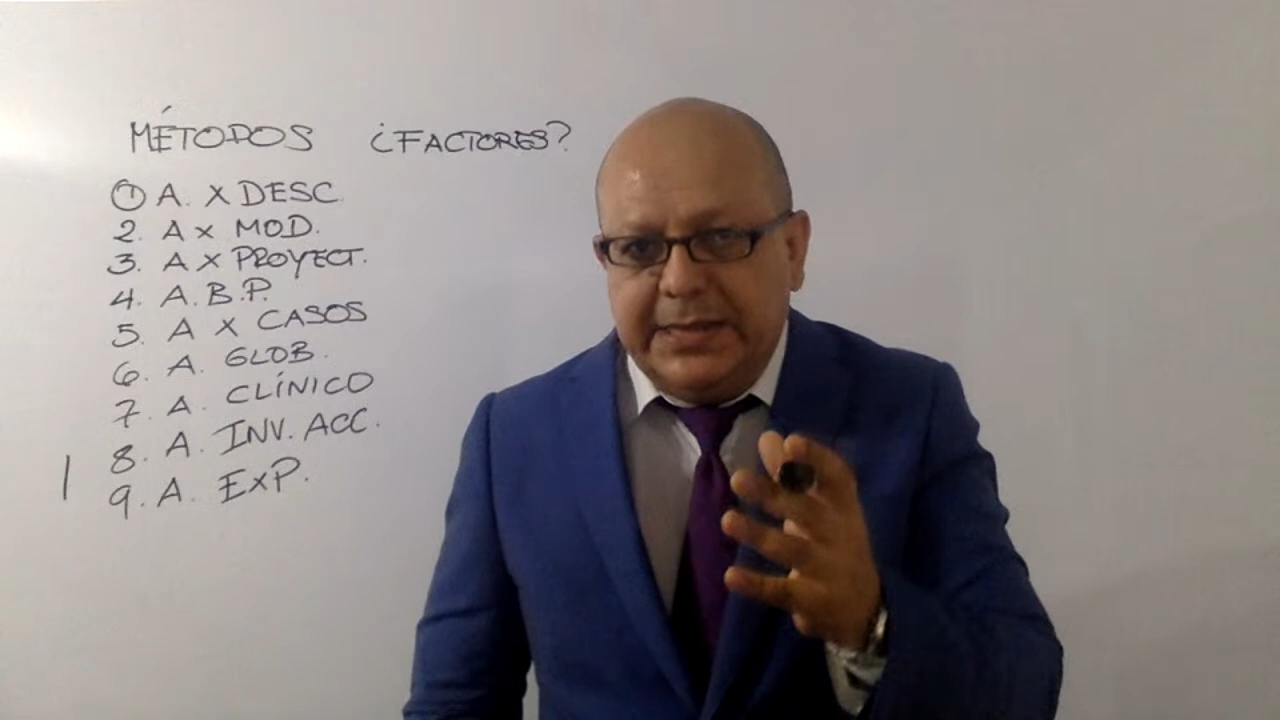 MÉTODOS ¿FACTORES?
1 A. X DESC.
2. A X MOD.
3. A X PROYECT.
4. A.B.P.
5. A X CASOS
6. A. GLOB.
7. A. CLÍNICO
8. A. INV. ACC.
9. A. EXP.